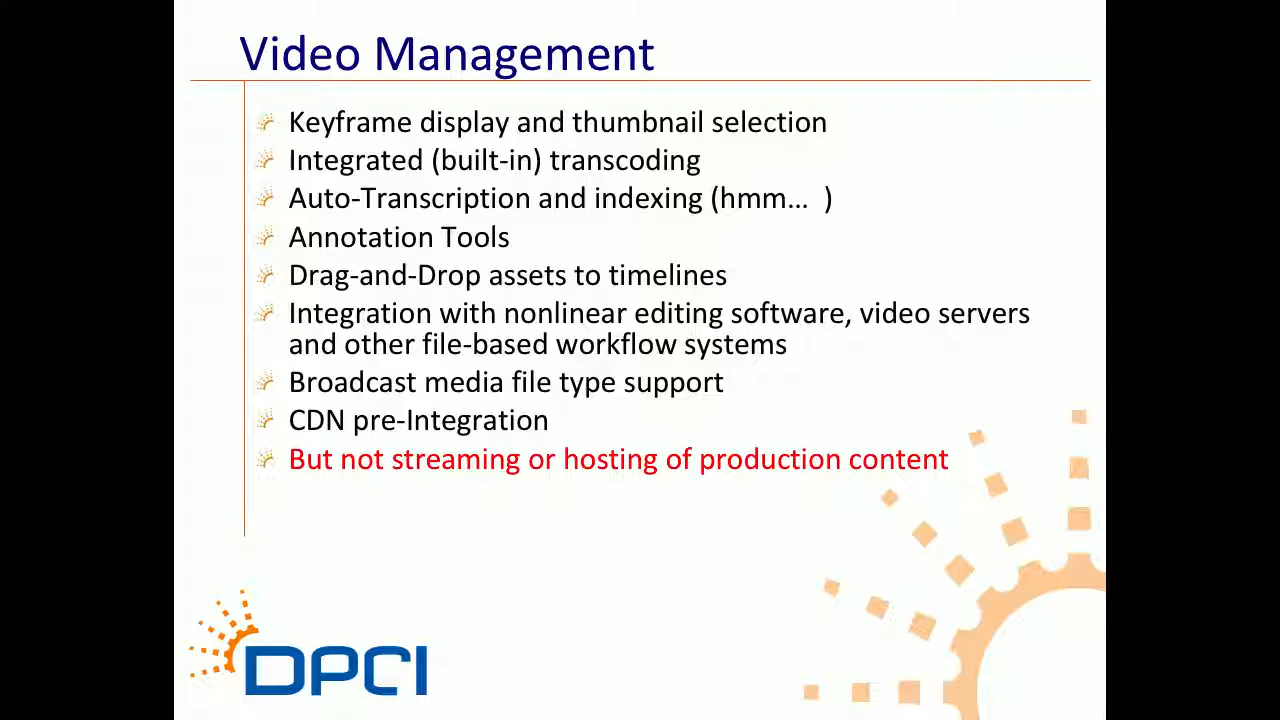 Video Management
Keyframe display and thumbnail selection
Integrated (built-in) transcoding
Auto-Transcription and indexing (hmm... )
Annotation Tools
Drag-and-Drop assets to timelines
Integration with nonlinear editing software, video servers
and other file-based workflow systems
Broadcast media file type support
CDN pre-Integration
But not streaming or hosting of production content
DPCI